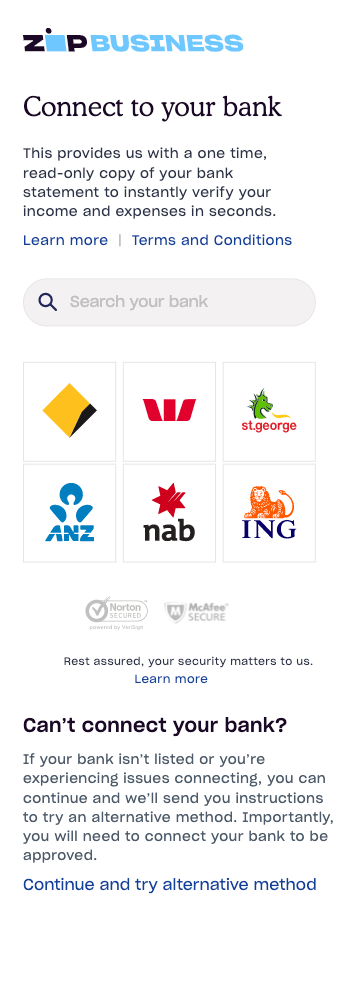 ZIP BUSINESS
Connect to your bank
This provides us with a one time,
read-only copy of your bank
statement to instantly verify your
income and expenses in seconds.
Learn more | Terms and Conditions
Search your bank
st.george
ANZ
nab
ING
Norton
SECURED
powered by VeriSign
McAfee
SECURE
Rest assured, your security matters to us.
Learn more
Can’t connect your bank?
If your bank isn’t listed or you’re
experiencing issues connecting, you can
continue and we’ll send you instructions
to try an alternative method. Importantly,
you will need to connect your bank to be
approved.
Continue and try alternative method